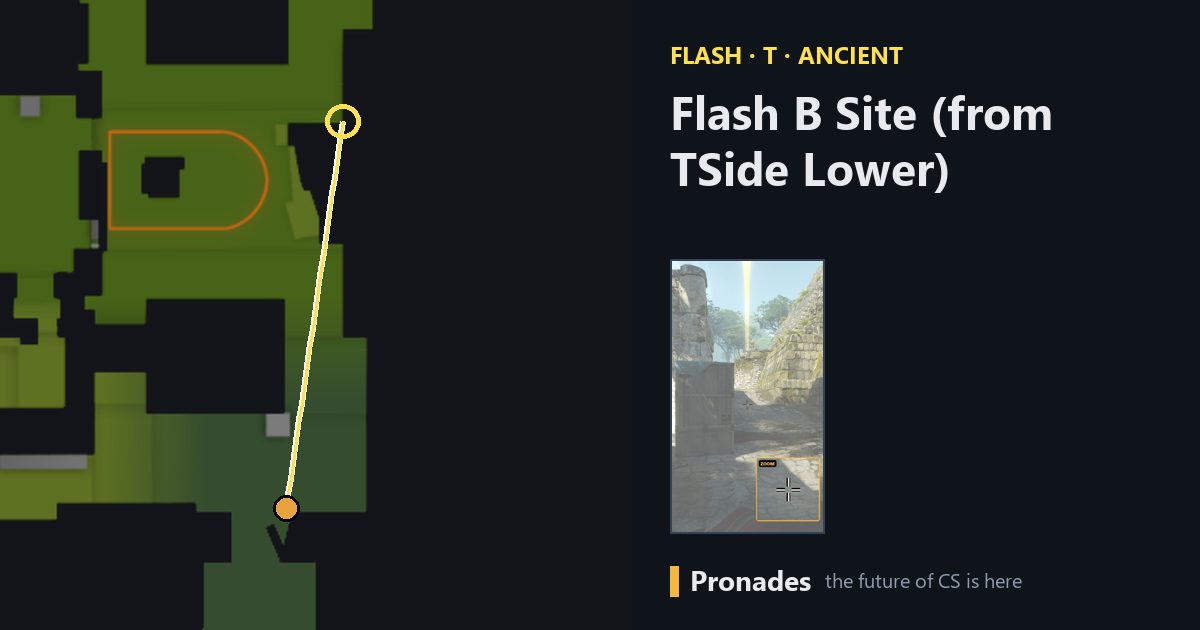 FLASH · T · ANCIENT
Flash B Site (from
TSide Lower)
ZOOM
Pronades the future of CS is here